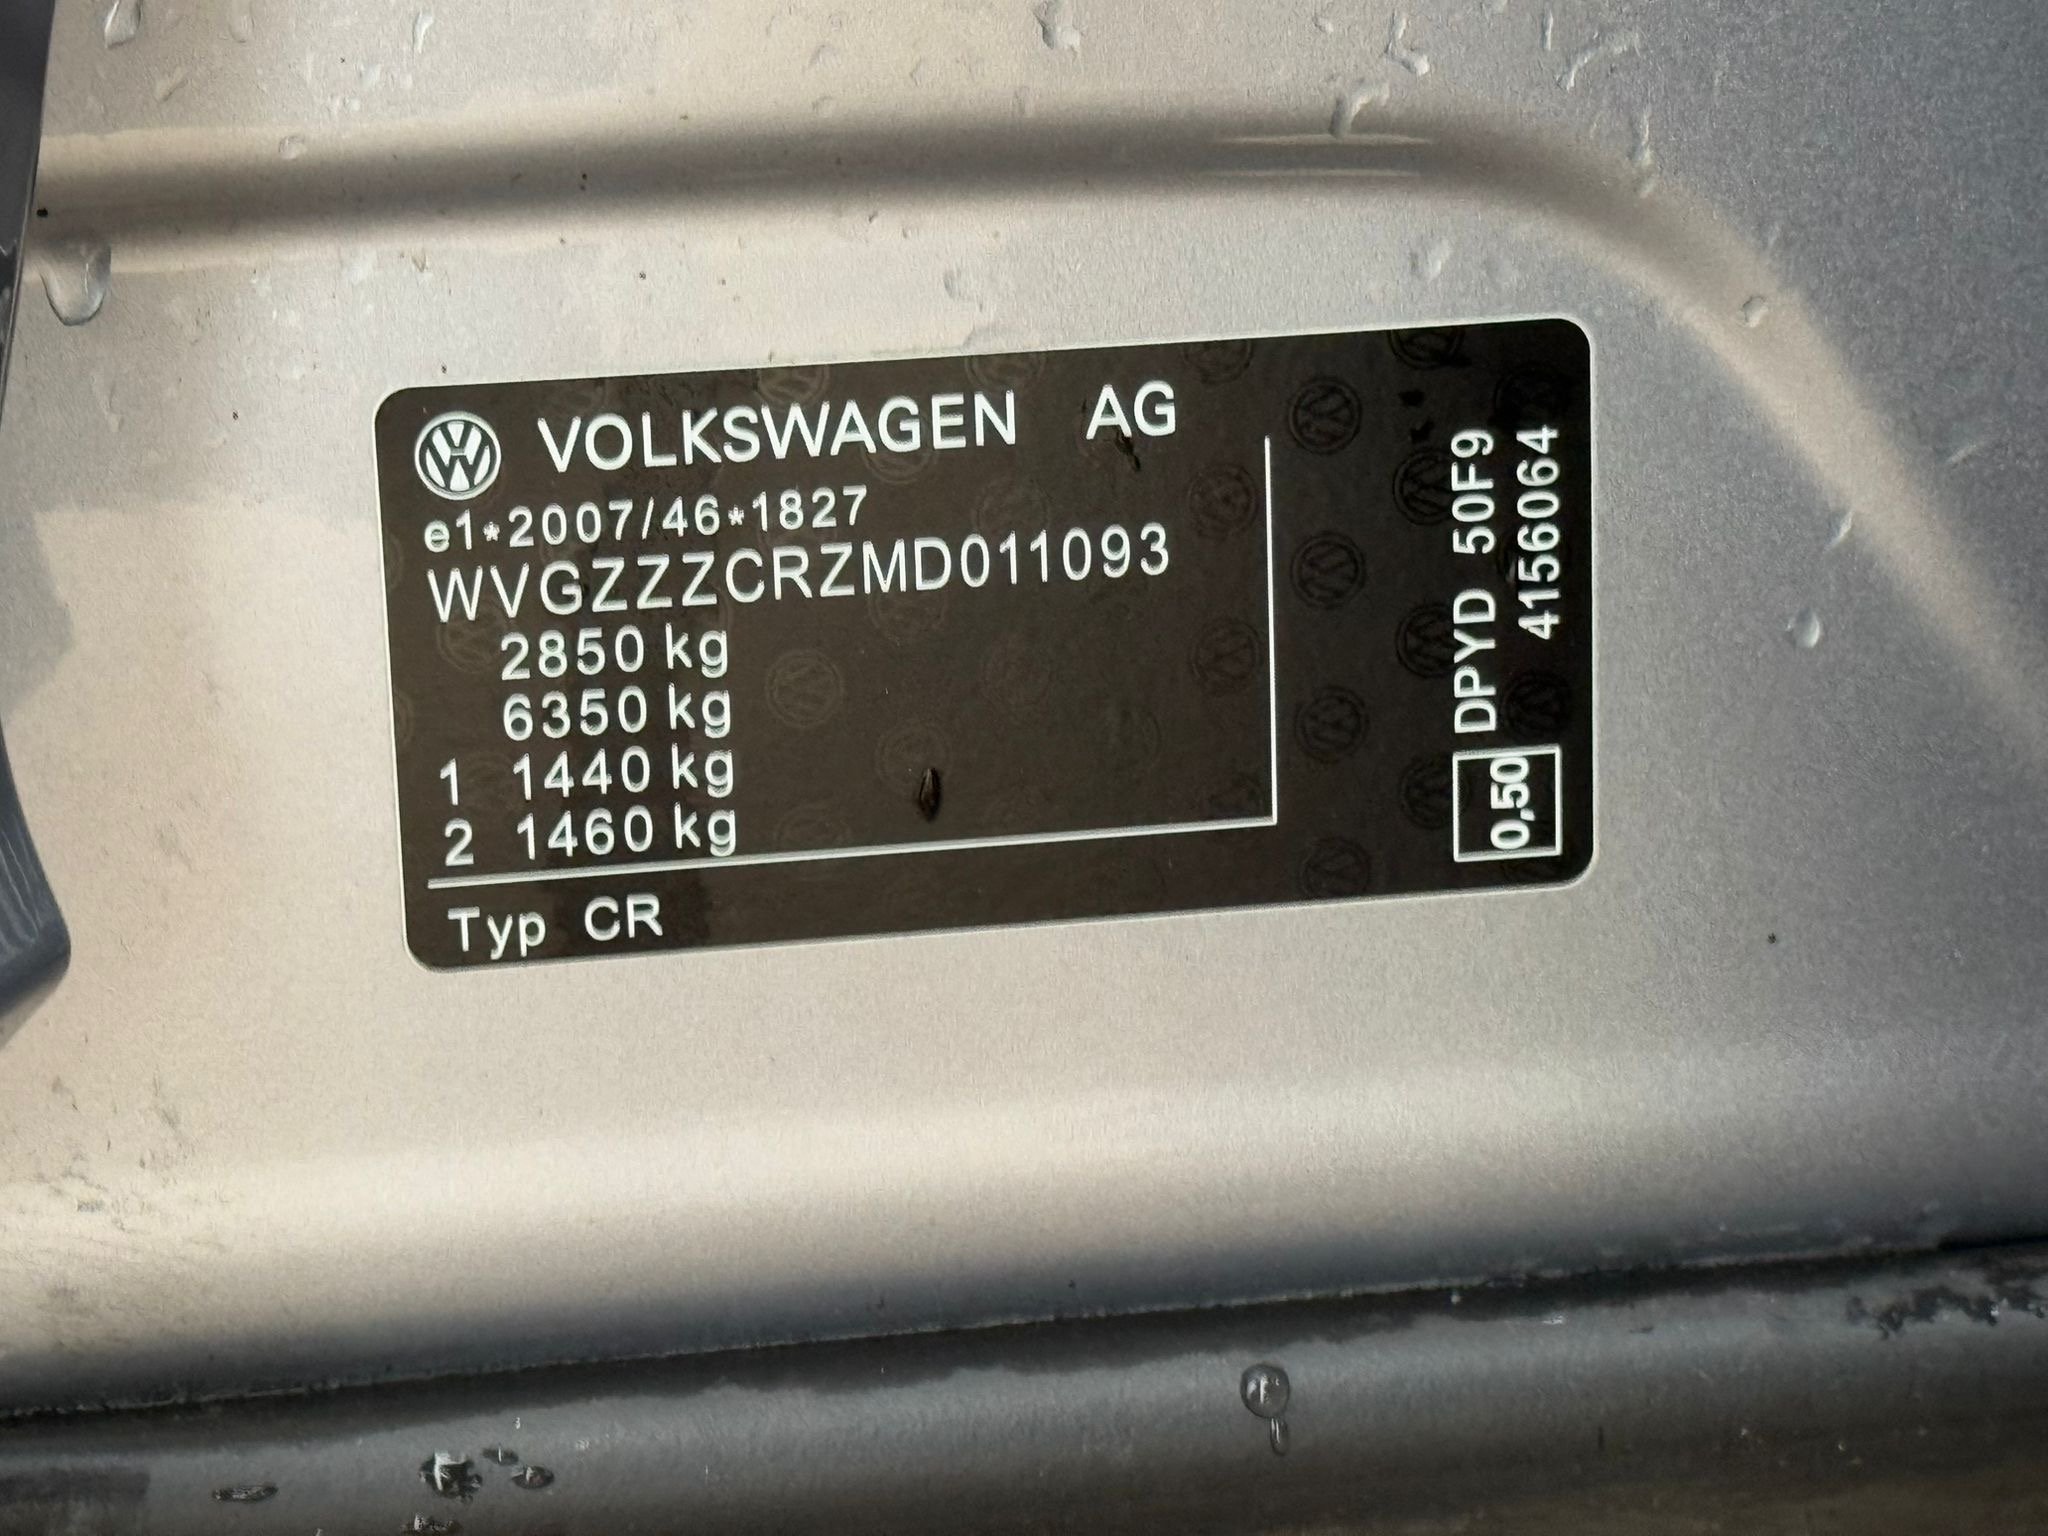 VOLKSWAGEN AG
e1*2007/46*1827
WVGZZZCRZMD011093
2850 kg
6350 kg
1 1440 kg
2 1460 kg
Typ CR
0,50 DPYD 50F9
4156064